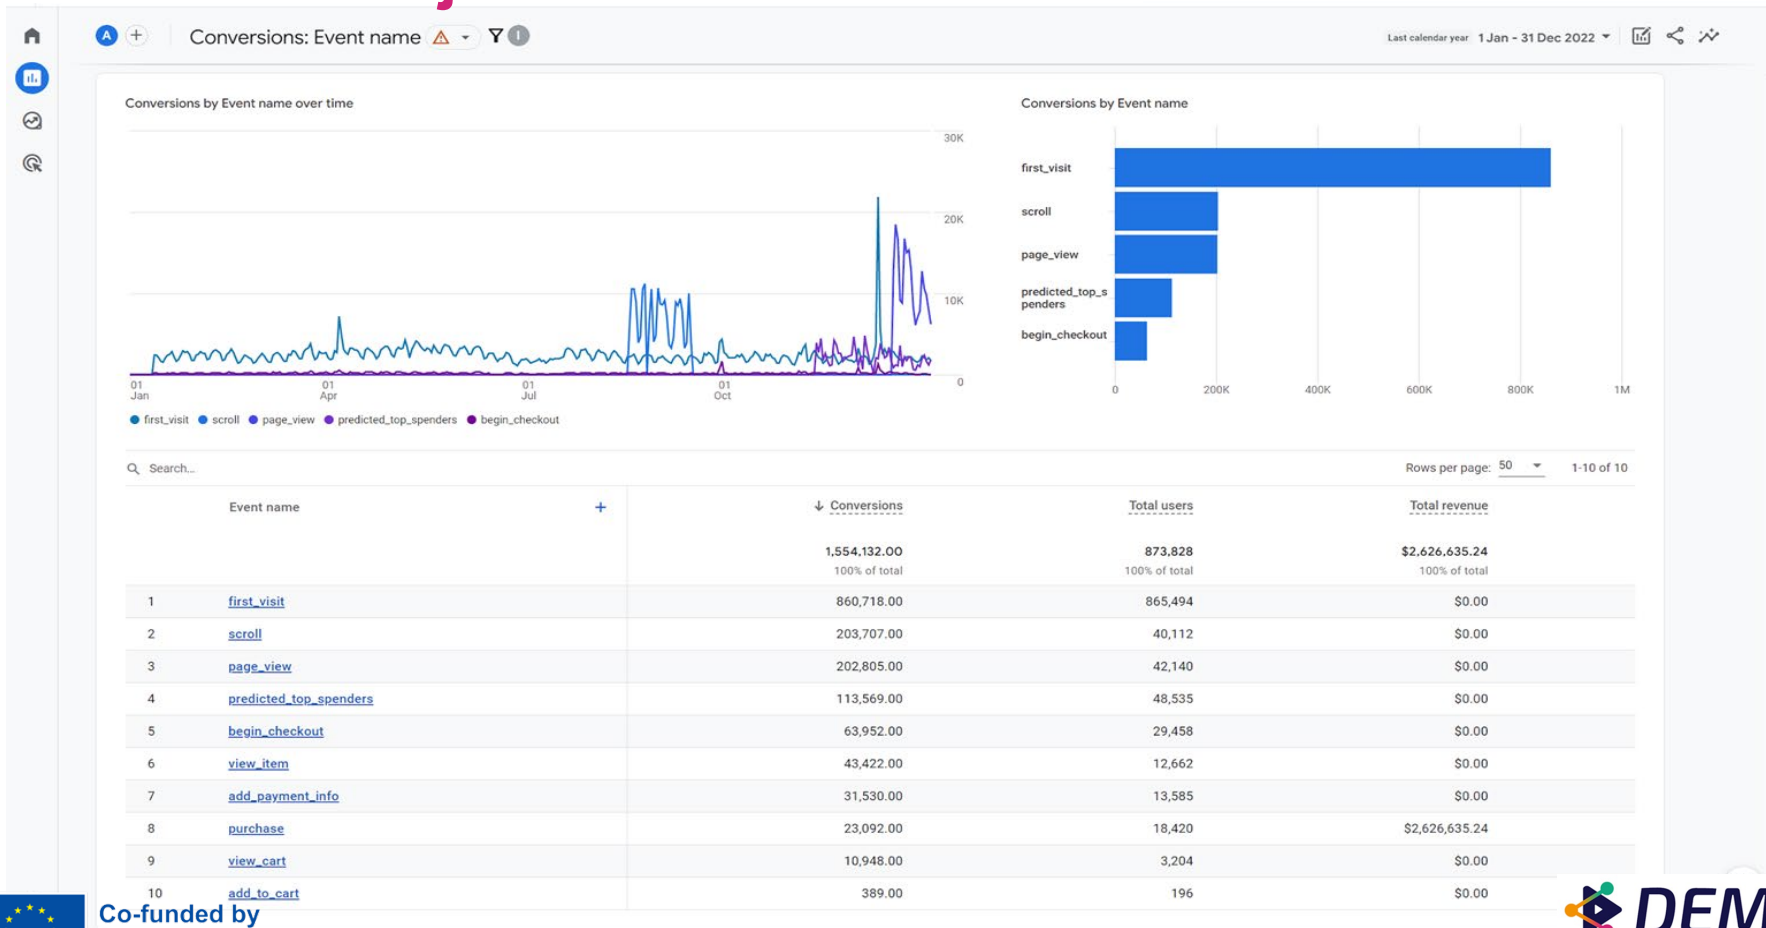 A
Conversions: Event name
Last calendar year 1 Jan - 31 Dec 2022
Conversions by Event name over time
30K
20K
10K
0
01 Jan
01 Apr
01 Jul
01 Oct
first_visit scroll page_view predicted_top_spenders begin_checkout
Conversions by Event name
first_visit
scroll
page_view
predicted_top_s
penders
begin_checkout
0 200K 400K 600K 800K 1M
Search...
Rows per page: 50 1-10 of 10
Event name + Conversions Total users Total revenue
1,554,132.00 873,828 $2,626,635.24
100% of total 100% of total 100% of total
1 first_visit 860,718.00 865,494 $0.00
2 scroll 203,707.00 40,112 $0.00
3 page_view 202,805.00 42,140 $0.00
4 predicted_top_spenders 113,569.00 48,535 $0.00
5 begin_checkout 63,952.00 29,458 $0.00
6 view_item 43,422.00 12,662 $0.00
7 add_payment_info 31,530.00 13,585 $0.00
8 purchase 23,092.00 18,420 $2,626,635.24
9 view_cart 10,948.00 3,204 $0.00
10 add_to_cart 389.00 196 $0.00
Co-funded by
DEM